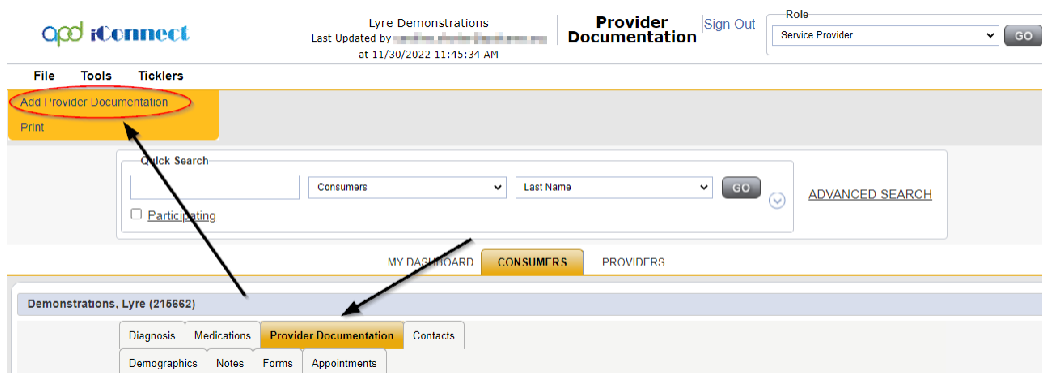 apd iConnect
Lyre Demonstrations
Last Updated by
at 11/30/2022 11:45:34 AM
Provider
Documentation
Sign Out
Role
Service Provider
GO
File Tools Ticklers
Add Provider Documentation
Print
Quick Search
Consumers
Last Name
GO
ADVANCED SEARCH
Participating
MY DASHBOARD CONSUMERS PROVIDERS
Demonstrations, Lyre (215662)
Diagnosis Medications Provider Documentation Contacts
Demographics Notes Forms Appointments